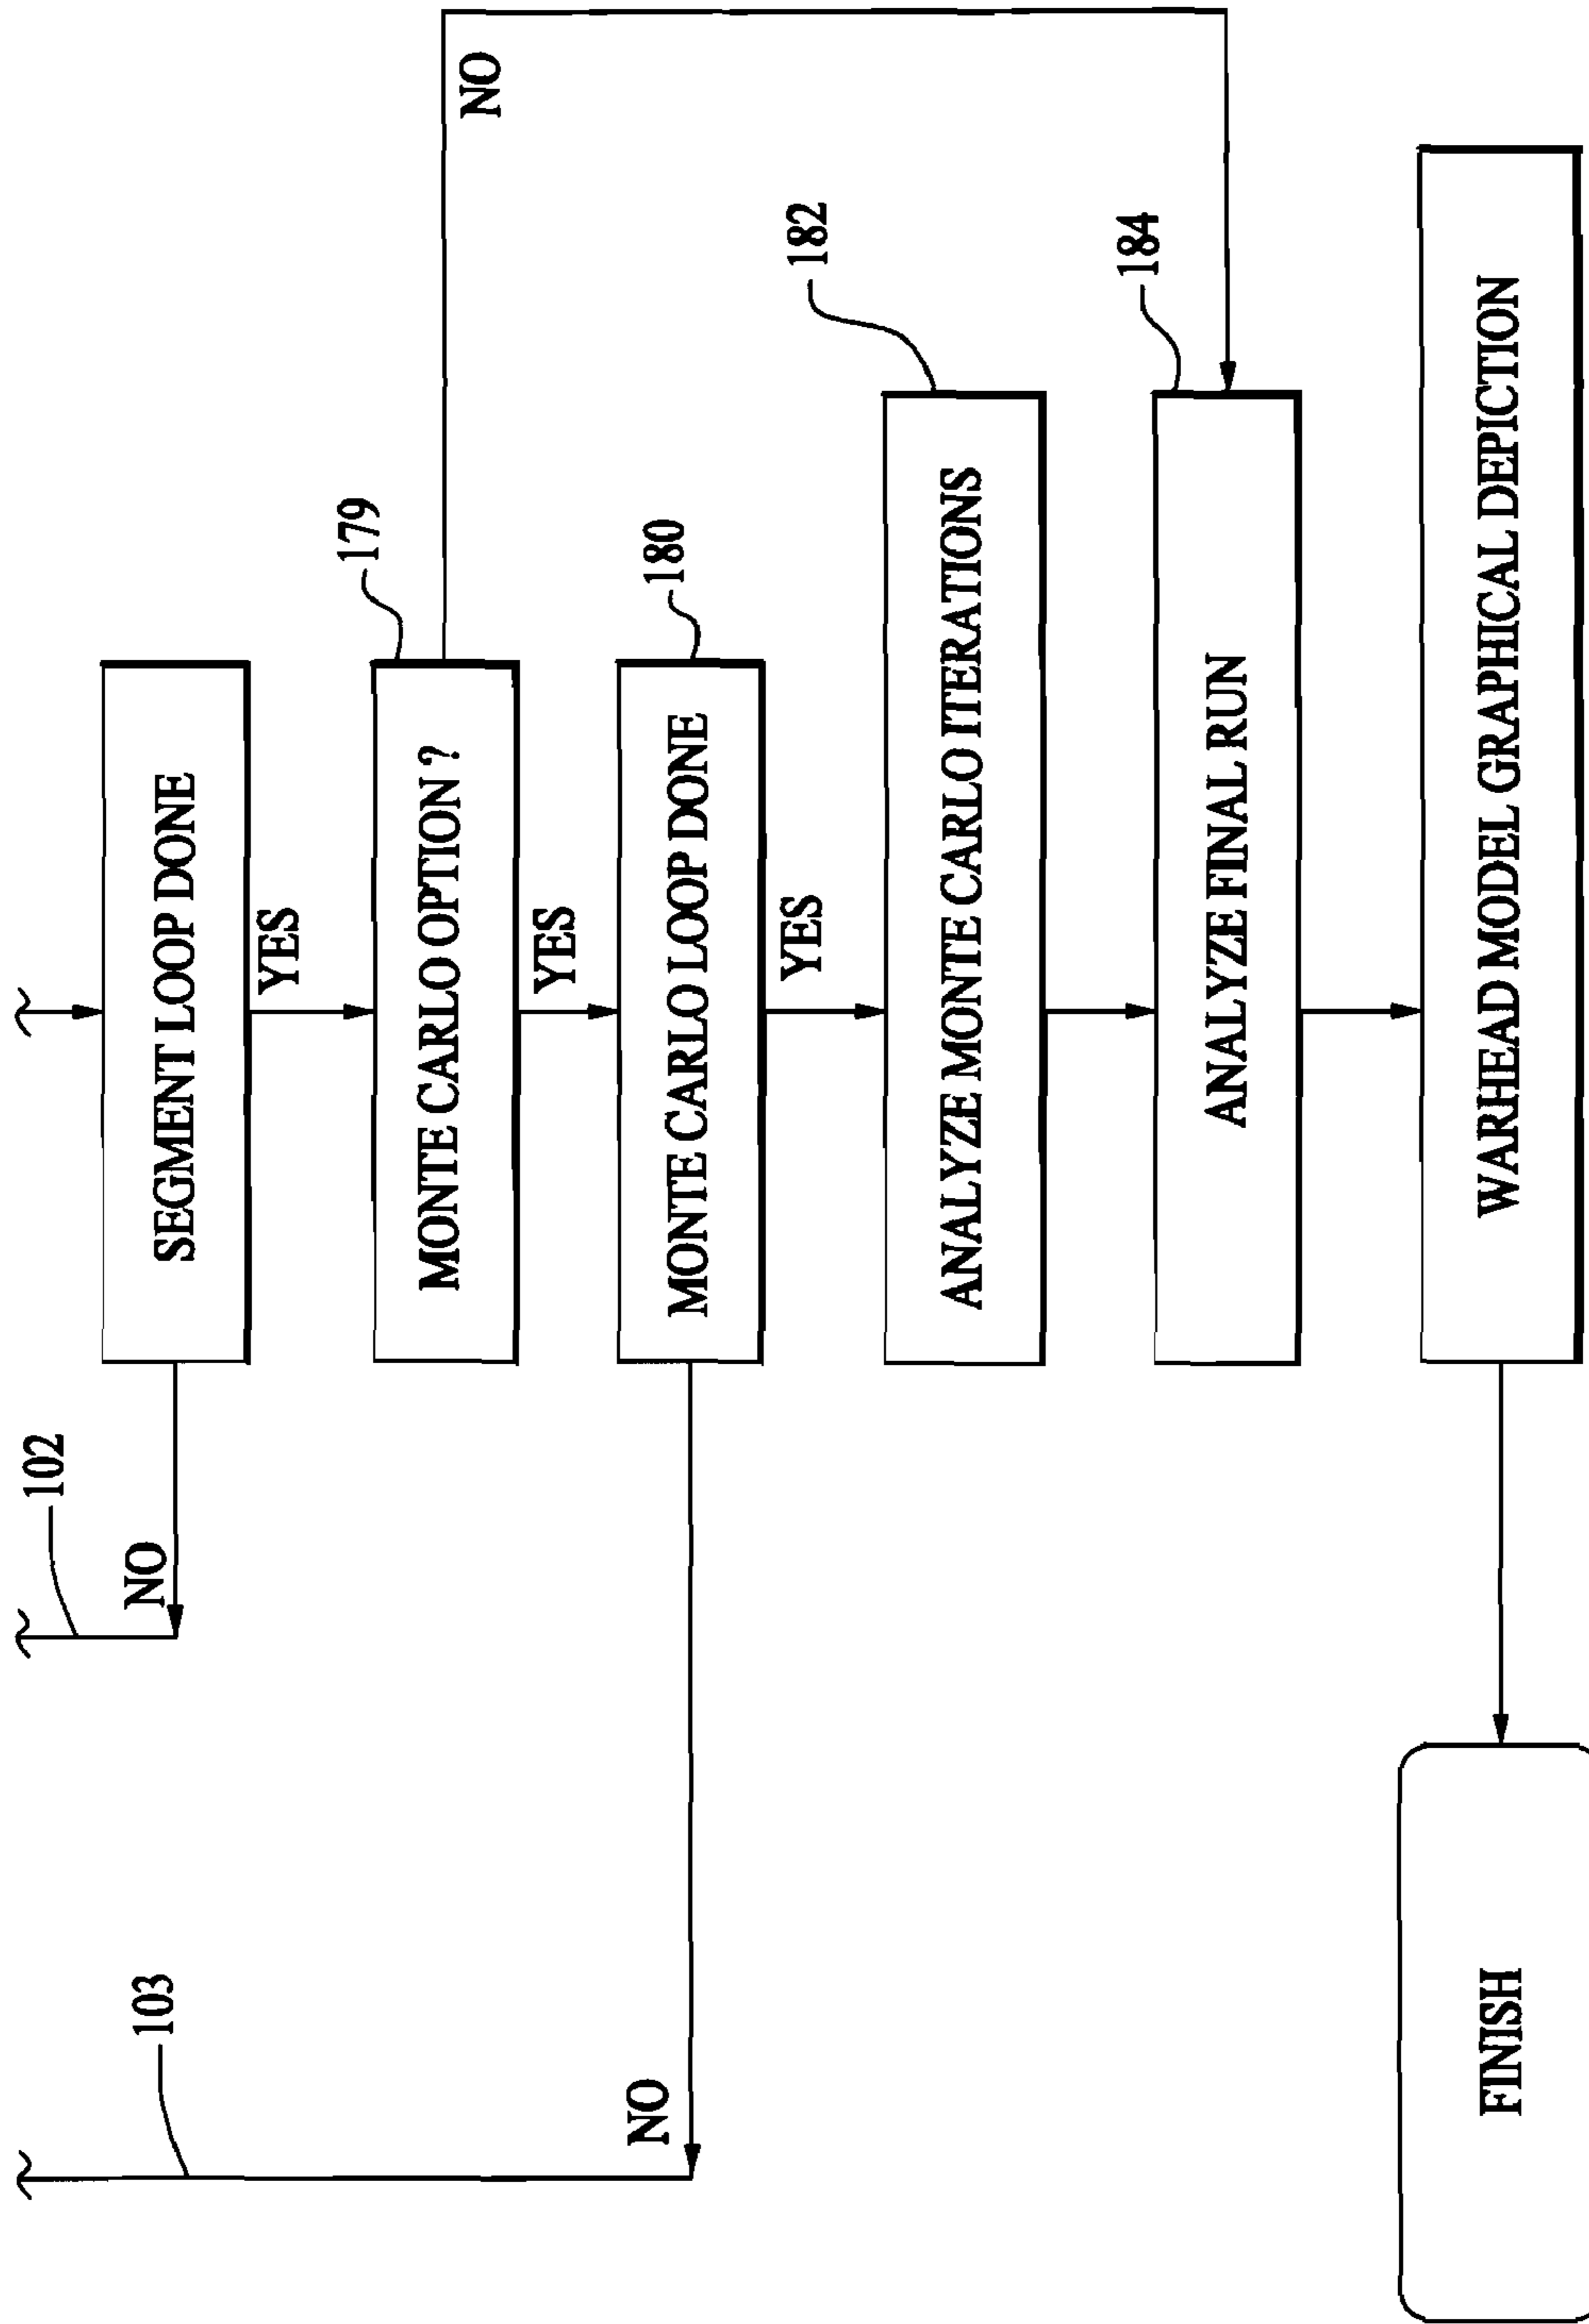 102
103
SEGMENT LOOP DONE
NO
YES
179
MONTE CARLO OPTION ?
NO
YES
180
MONTE CARLO LOOP DONE
NO
YES
182
ANALYZE MONTE CARLO ITERATIONS
184
ANALYZE FINAL RUN
WARHEAD MODEL GRAPHICAL DEPICTION
FINISH